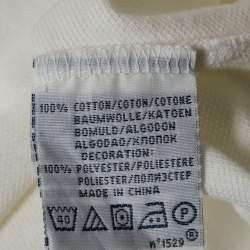 100% COTTON/COTON/COTONE
BAUMWOLLE/KATOEN
BOMULD/ALGODON
ALGODAO/ХЛОПОК
DECORATION:
100% POLYESTER/POLIESTERE
POLIESTER/ПОЛИЭСТЕР
MADE IN CHINA
40
P
n°1529